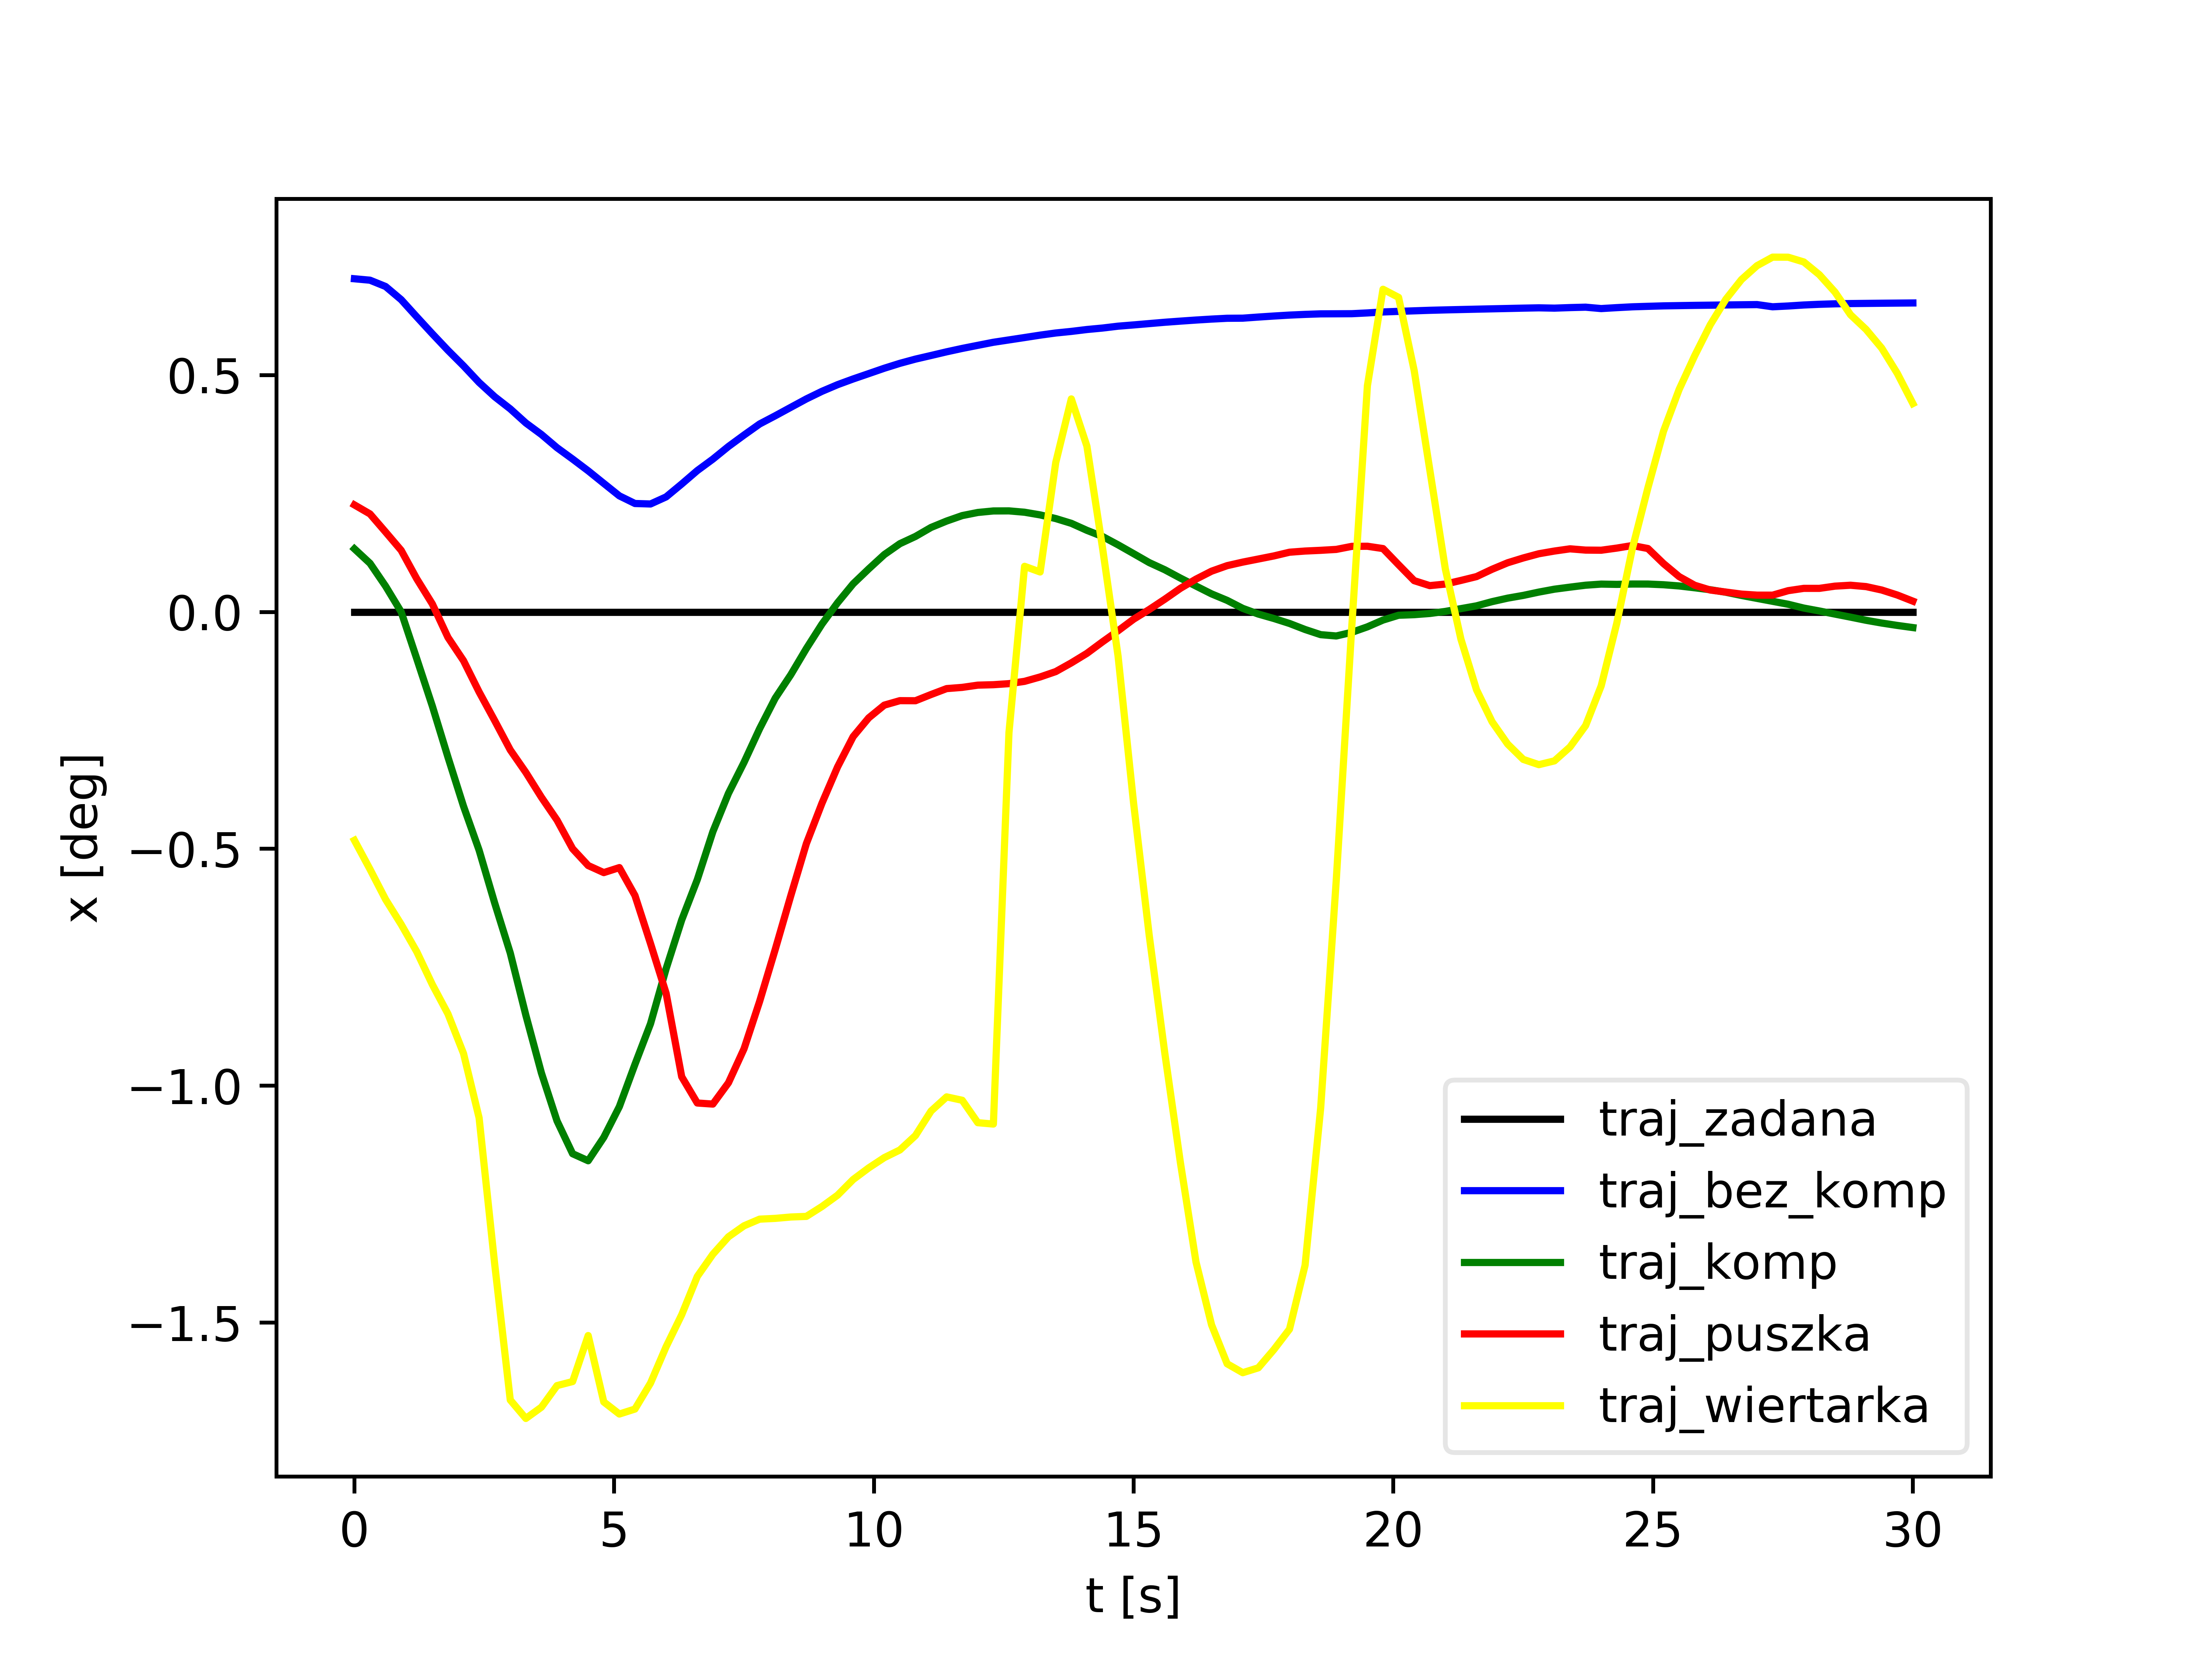 0.5
0.0
−0.5
−1.0
−1.5
x [deg]
0 5 10 15 20 25 30
t [s]
traj_zadana
traj_bez_komp
traj_komp
traj_puszka
traj_wiertarka